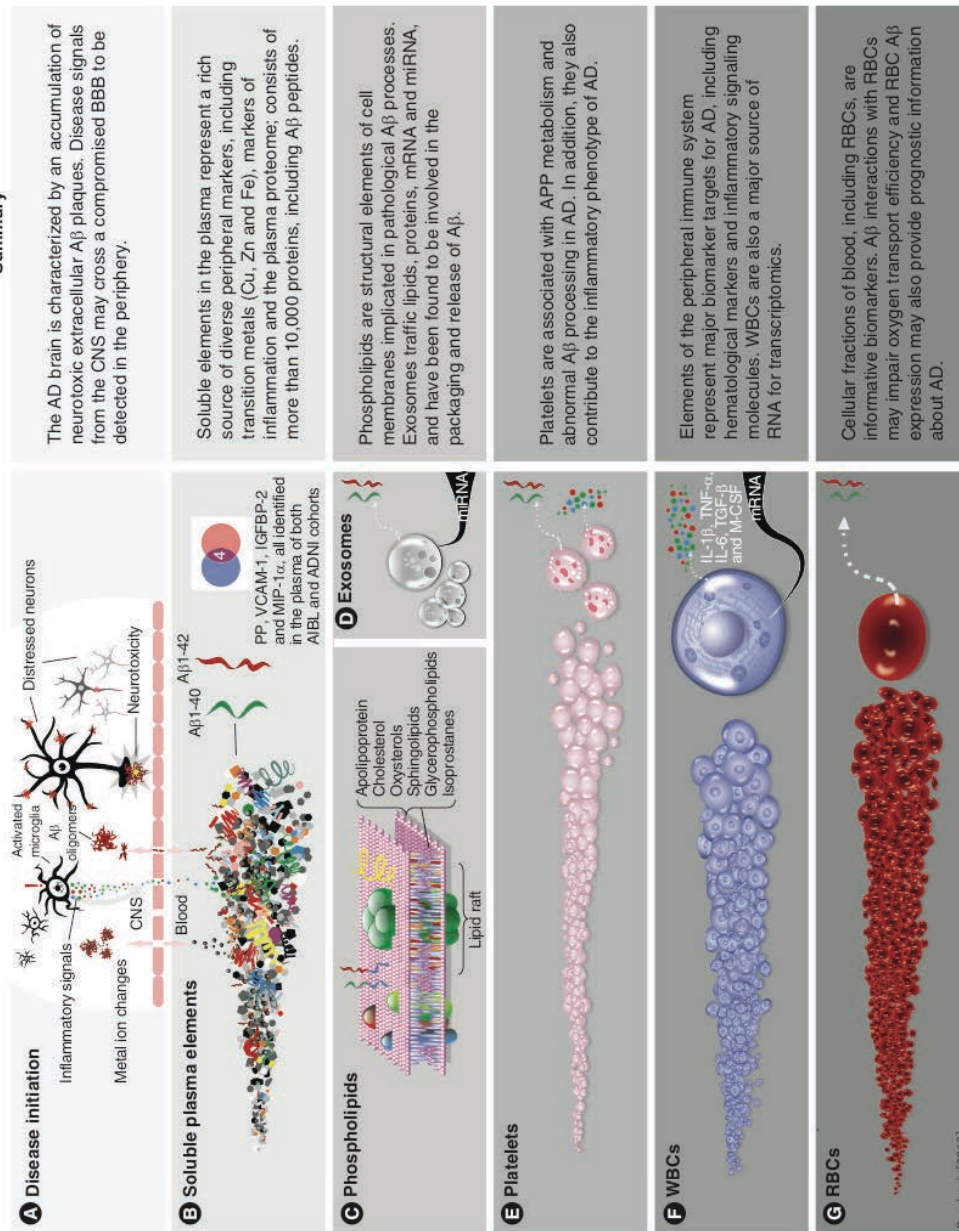 Summary
A Disease initiation
Inflammatory signals
Metal ion changes
Activated
microglia
Aβ
oligomers
Distressed neurons
Neurotoxicity
CNS
Blood
The AD brain is characterized by an accumulation of
neurotoxic extracellular Aβ plaques. Disease signals
from the CNS may cross a compromised BBB to be
detected in the periphery.
B Soluble plasma elements
Aβ1-40
Aβ1-42
4
PP, VCAM-1, IGFBP-2
and MIP-1α, all identified
in the plasma of both
AIBL and ADNI cohorts
Soluble elements in the plasma represent a rich
source of diverse peripheral markers, including
transition metals (Cu, Zn and Fe), markers of
inflammation and the plasma proteome; consists of
more than 10,000 proteins, including Aβ peptides.
C Phospholipids
Apolipoprotein
Cholesterol
Oxysterols
Sphingolipids
Glycerophospholipids
Isoprostanes
Lipid raft
D Exosomes
miRNA
Phospholipids are structural elements of cell
membranes implicated in pathological Aβ processes.
Exosomes traffic lipids, proteins, mRNA and miRNA,
and have been found to be involved in the
packaging and release of Aβ.
E Platelets
Platelets are associated with APP metabolism and
abnormal Aβ processing in AD. In addition, they also
contribute to the inflammatory phenotype of AD.
F WBCs
IL-1β, TNF-α,
IL-6, TGF-β
and M-CSF
mRNA
Elements of the peripheral immune system
represent major biomarker targets for AD, including
hematological markers and inflammatory signaling
molecules. WBCs are also a major source of
RNA for transcriptomics.
G RBCs
Cellular fractions of blood, including RBCs, are
informative biomarkers. Aβ interactions with RBCs
may impair oxygen transport efficiency and RBC Aβ
expression may also provide prognostic information
about AD.